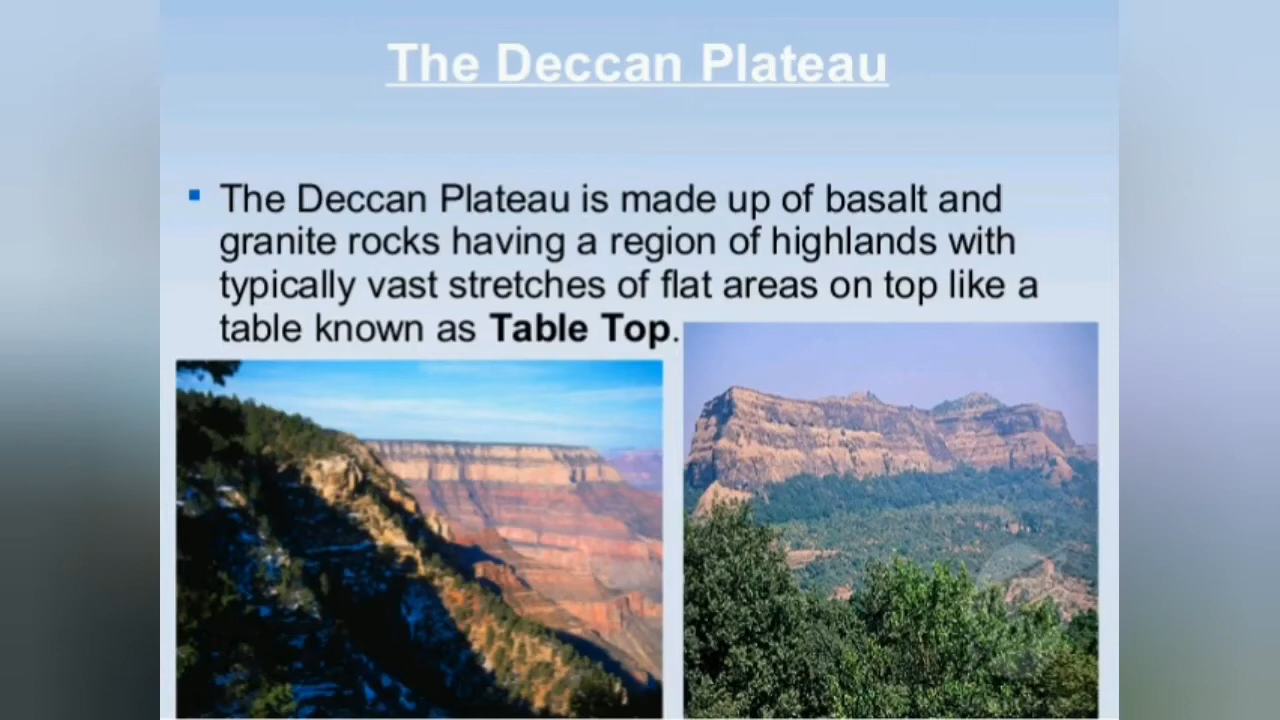 The Deccan Plateau
The Deccan Plateau is made up of basalt and
granite rocks having a region of highlands with
typically vast stretches of flat areas on top like a
table known as Table Top.